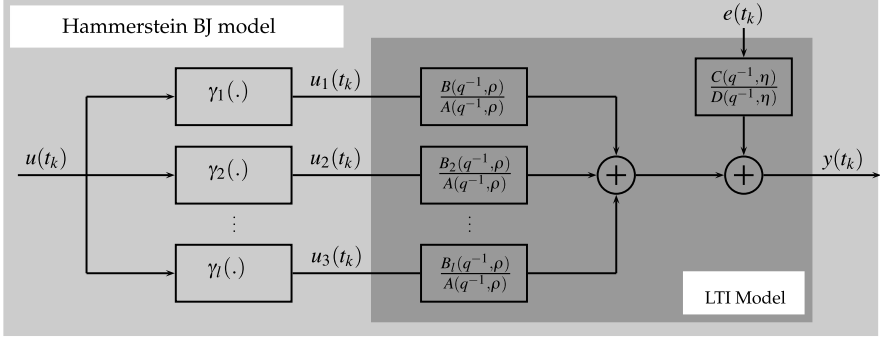 Hammerstein BJ model
e(t_k)
C(q^{-1},η)
D(q^{-1},η)
γ_1(.)
u_1(t_k)
B(q^{-1},ρ)
A(q^{-1},ρ)
u(t_k)
γ_2(.)
u_2(t_k)
B_2(q^{-1},ρ)
A(q^{-1},ρ)
+
+
y(t_k)
⋮
⋮
γ_l(.)
u_3(t_k)
B_l(q^{-1},ρ)
A(q^{-1},ρ)
LTI Model